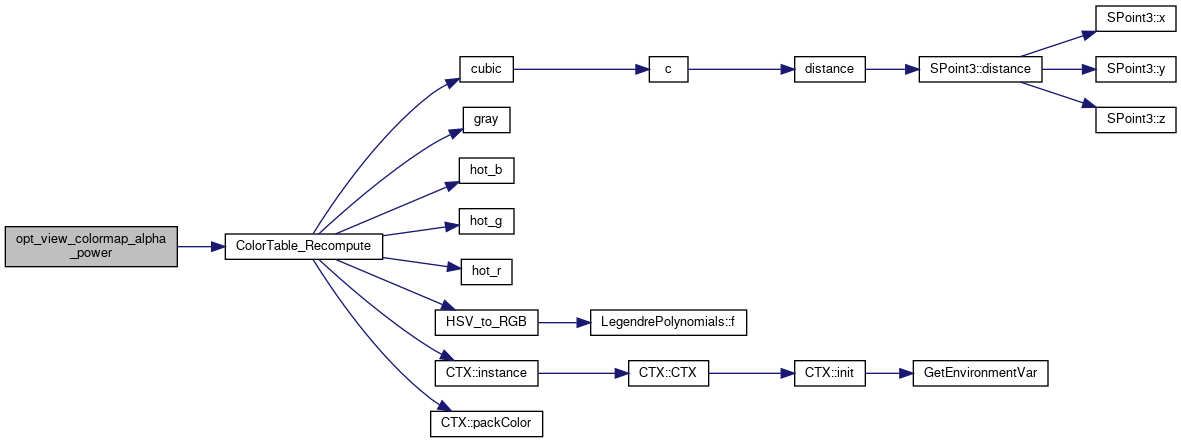 opt_view_colormap_alpha
_power
ColorTable_Recompute
cubic
c
distance
SPoint3::distance
SPoint3::x
SPoint3::y
SPoint3::z
gray
hot_b
hot_g
hot_r
HSV_to_RGB
LegendrePolynomials::f
CTX::instance
CTX::CTX
CTX::init
GetEnvironmentVar
CTX::packColor